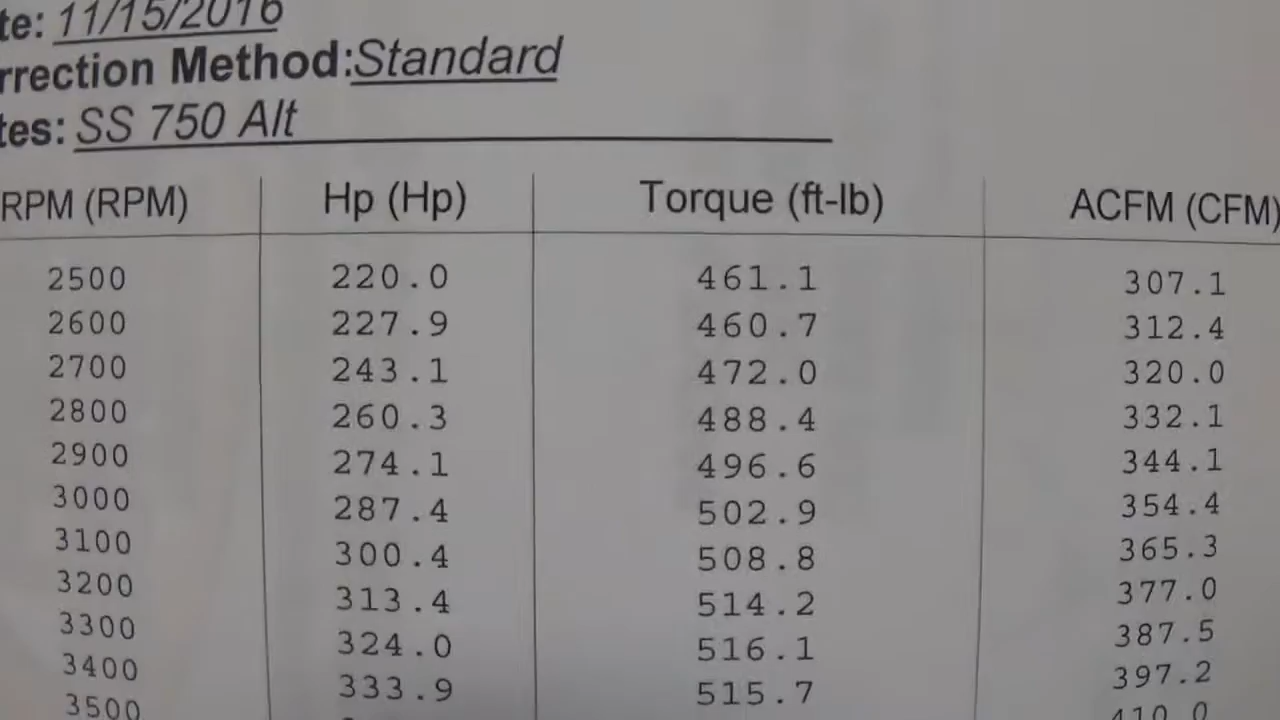 te: 11/15/2016
rrection Method:Standard
tes: SS 750 Alt
RPM (RPM) Hp (Hp) Torque (ft-lb) ACFM (CFM)
2500 220.0 461.1 307.1
2600 227.9 460.7 312.4
2700 243.1 472.0 320.0
2800 260.3 488.4 332.1
2900 274.1 496.6 344.1
3000 287.4 502.9 354.4
3100 300.4 508.8 365.3
3200 313.4 514.2 377.0
3300 324.0 516.1 387.5
3400 333.9 515.7 397.2
3500 410.0